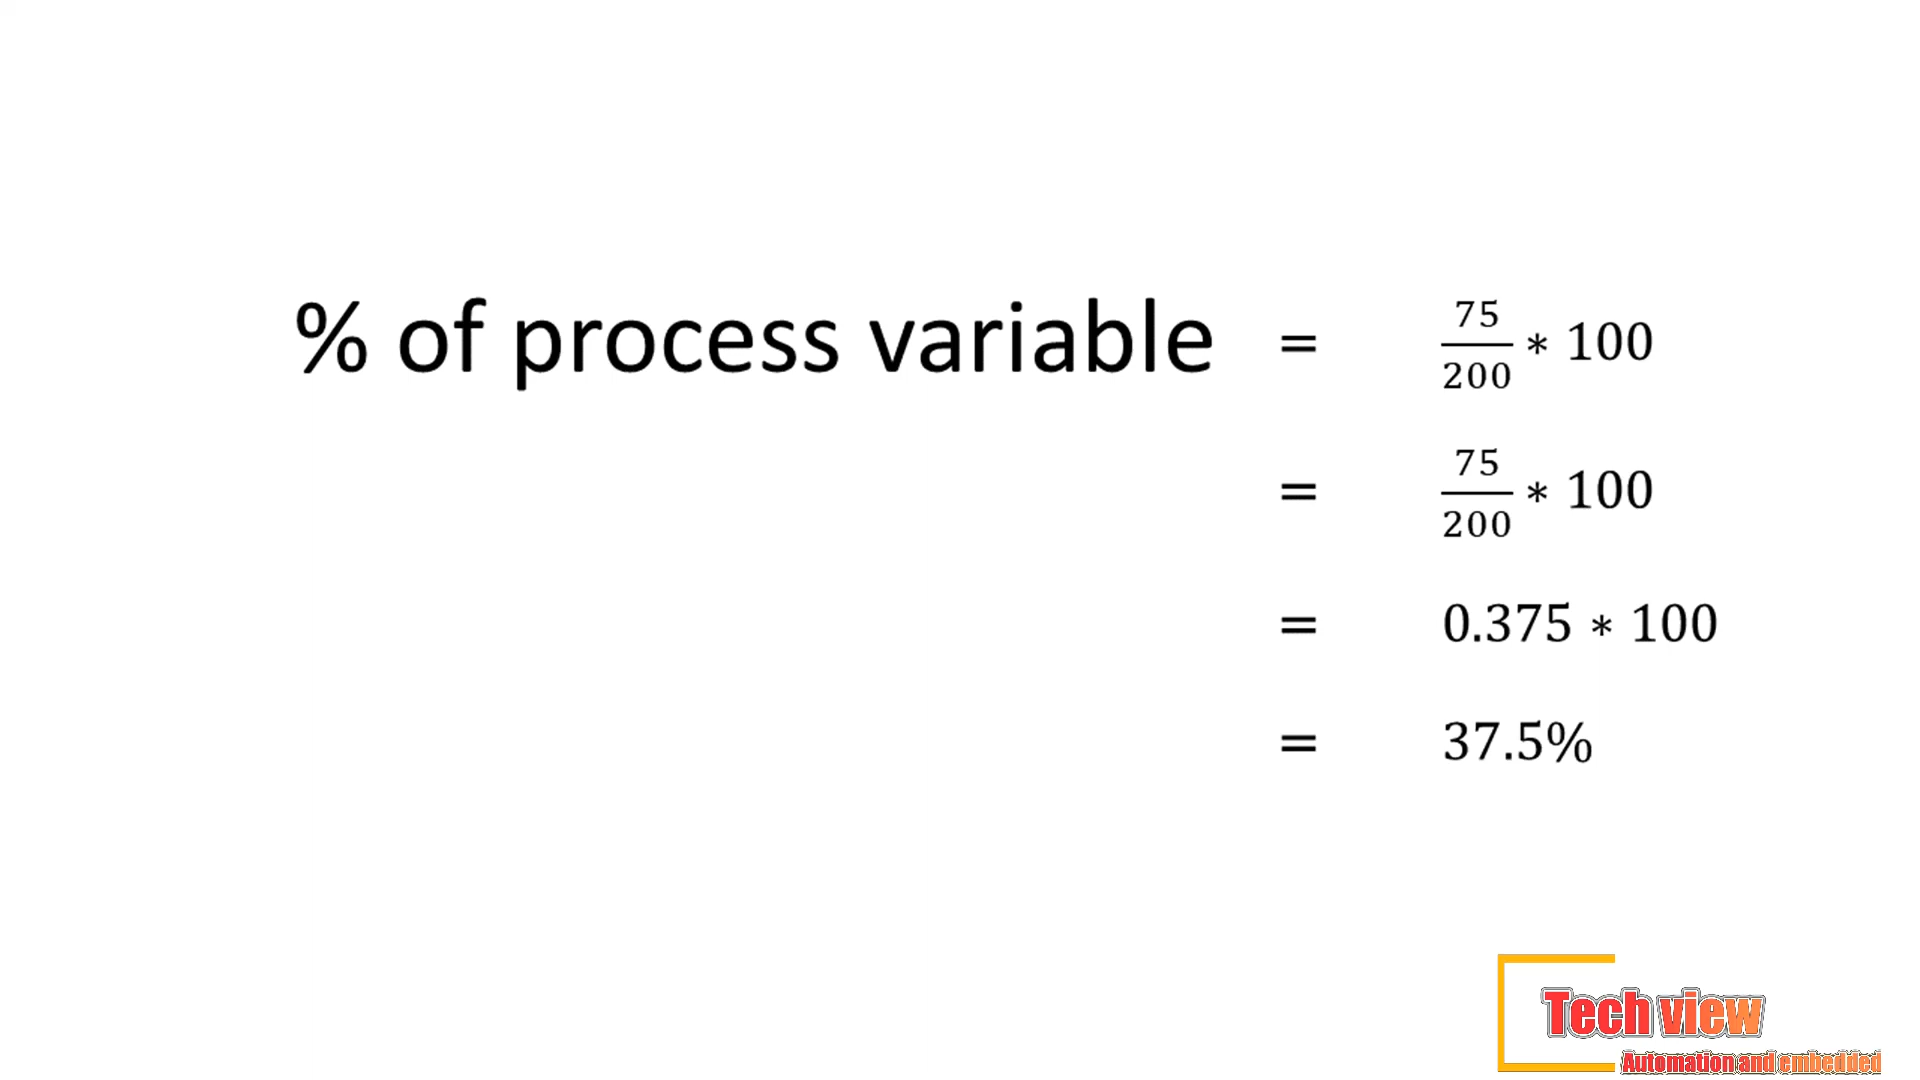 % of process variable = 75/200 * 100
= 75/200 * 100
= 0.375 * 100
= 37.5%
Tech view
Automation and embedded